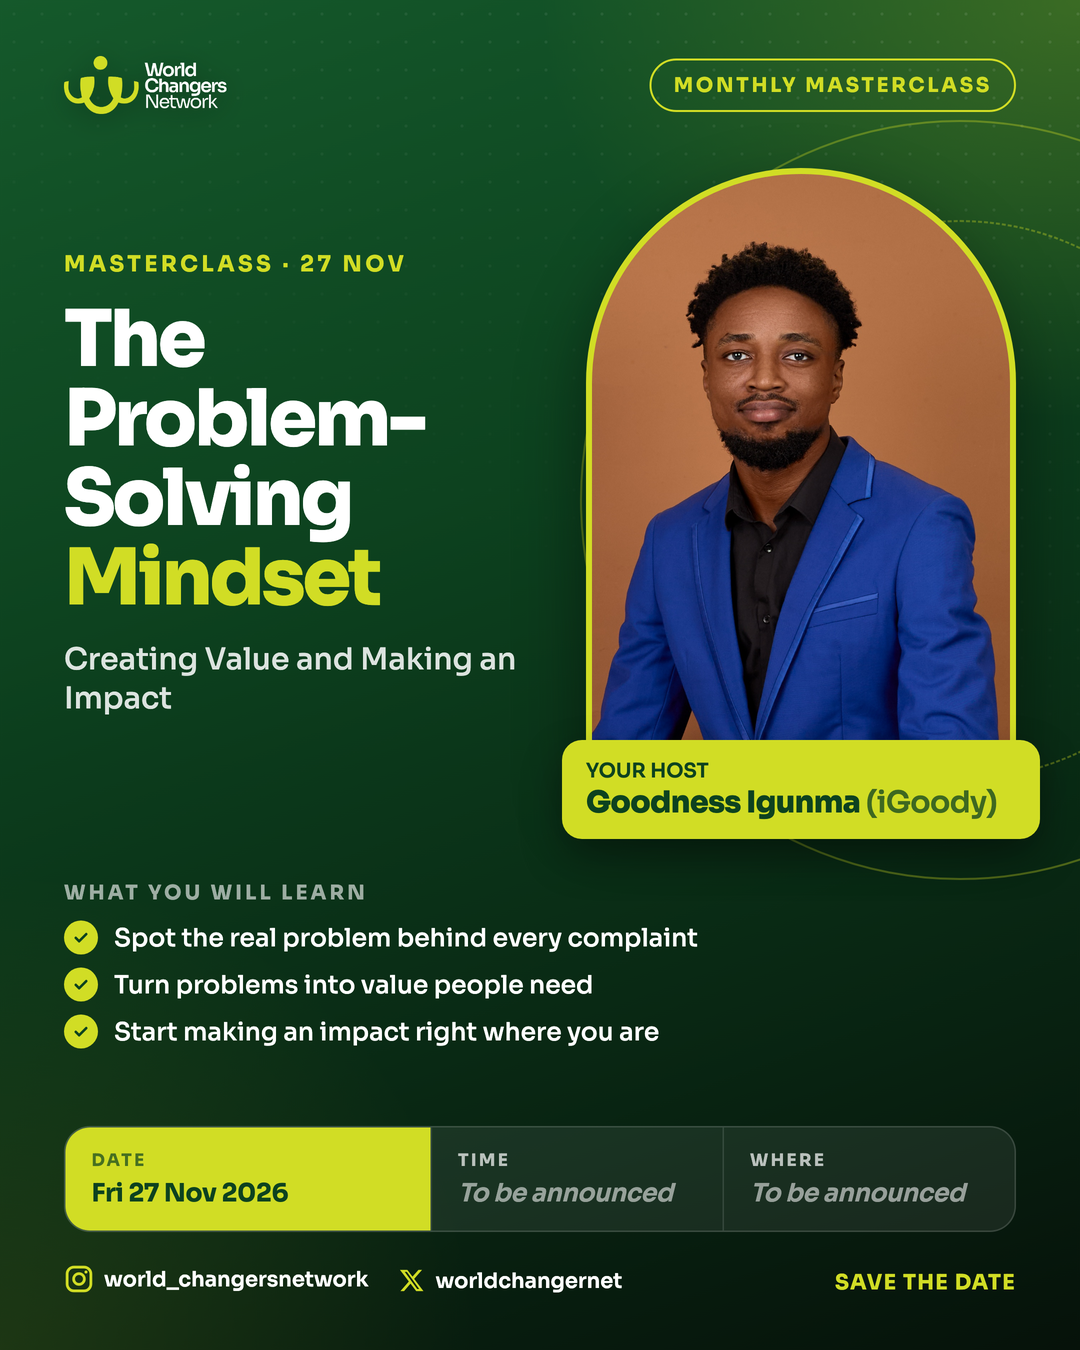 World
Changers
Network
MONTHLY MASTERCLASS
MASTERCLASS · 27 NOV
The
Problem-
Solving
Mindset
Creating Value and Making an
Impact
YOUR HOST
Goodness Igunma (iGoody)
WHAT YOU WILL LEARN
Spot the real problem behind every complaint
Turn problems into value people need
Start making an impact right where you are
DATE
Fri 27 Nov 2026
TIME
To be announced
WHERE
To be announced
world_changersnetwork
worldchangernet
SAVE THE DATE